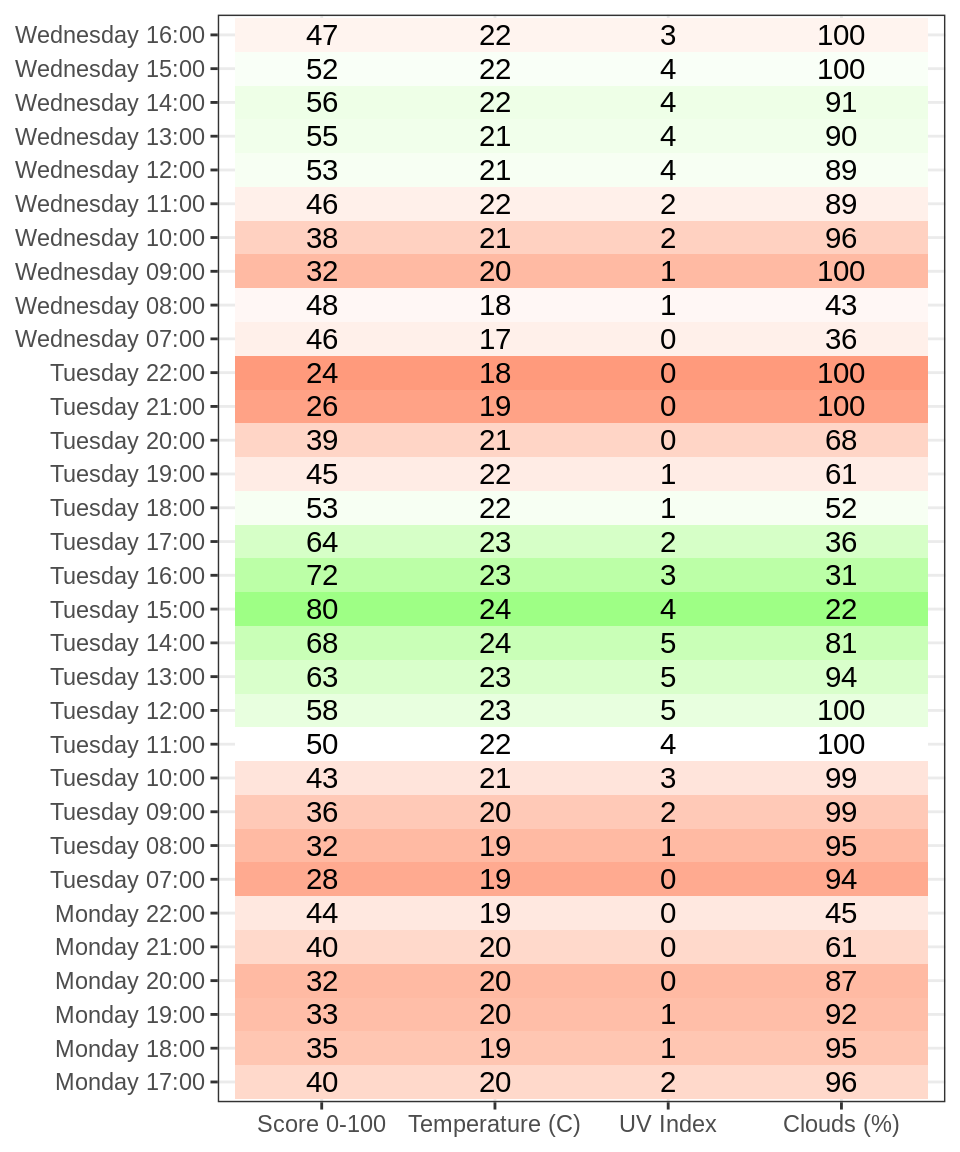 Wednesday 16:00 47 22 3 100
Wednesday 15:00 52 22 4 100
Wednesday 14:00 56 22 4 91
Wednesday 13:00 55 21 4 90
Wednesday 12:00 53 21 4 89
Wednesday 11:00 46 22 2 89
Wednesday 10:00 38 21 2 96
Wednesday 09:00 32 20 1 100
Wednesday 08:00 48 18 1 43
Wednesday 07:00 46 17 0 36
Tuesday 22:00 24 18 0 100
Tuesday 21:00 26 19 0 100
Tuesday 20:00 39 21 0 68
Tuesday 19:00 45 22 1 61
Tuesday 18:00 53 22 1 52
Tuesday 17:00 64 23 2 36
Tuesday 16:00 72 23 3 31
Tuesday 15:00 80 24 4 22
Tuesday 14:00 68 24 5 81
Tuesday 13:00 63 23 5 94
Tuesday 12:00 58 23 5 100
Tuesday 11:00 50 22 4 100
Tuesday 10:00 43 21 3 99
Tuesday 09:00 36 20 2 99
Tuesday 08:00 32 19 1 95
Tuesday 07:00 28 19 0 94
Monday 22:00 44 19 0 45
Monday 21:00 40 20 0 61
Monday 20:00 32 20 0 87
Monday 19:00 33 20 1 92
Monday 18:00 35 19 1 95
Monday 17:00 40 20 2 96
Score 0-100 Temperature (C) UV Index Clouds (%)